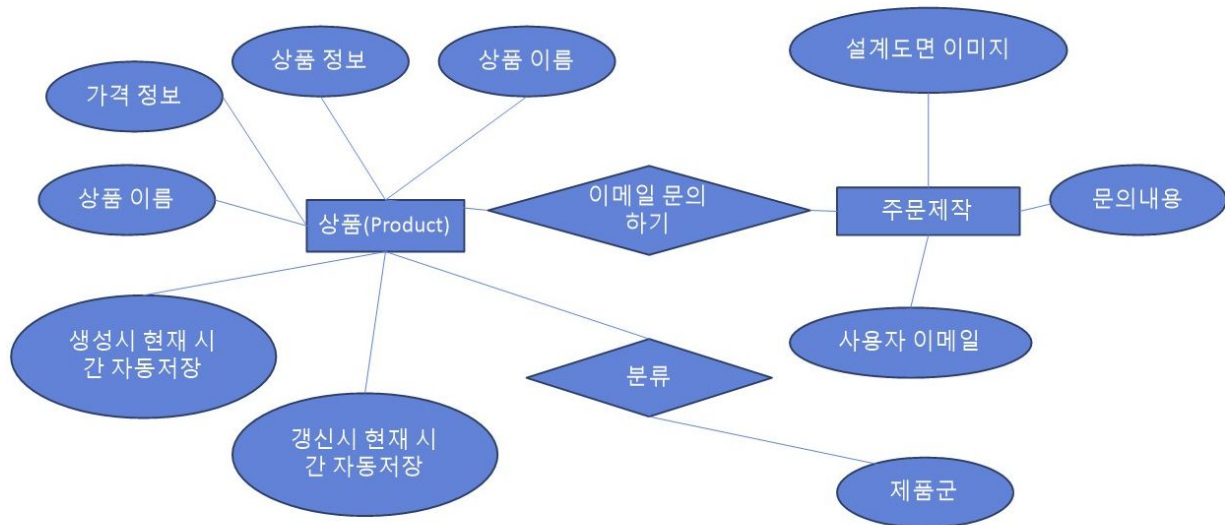 설계도면 이미지
상품 정보
상품 이름
가격 정보
상품 이름
상품(Product)
이메일 문의
하기
주문제작
문의내용
생성시 현재 시
간 자동저장
사용자 이메일
분류
갱신시 현재 시
간 자동저장
제품군